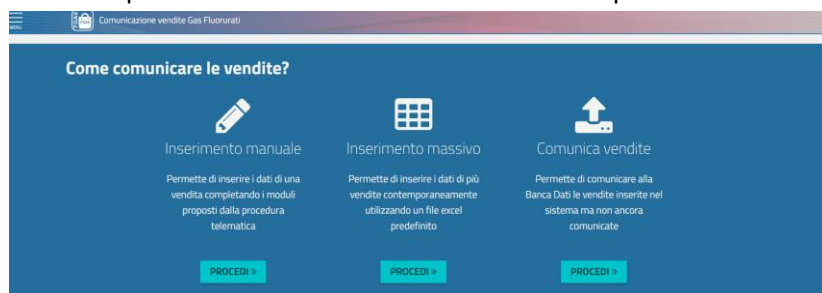 MENU
Comunicazione vendite Gas Fluorurati
Come comunicare le vendite?
Inserimento manuale
Permette di inserire i dati di una
vendita completando i moduli
proposti dalla procedura
telematica
PROCEDI »
Inserimento massivo
Permette di inserire i dati di più
vendite contemporaneamente
utilizzando un file excel
predefinito
PROCEDI »
Comunica vendite
Permette di comunicare alla
Banca Dati le vendite inserite nel
sistema ma non ancora
comunicate
PROCEDI »